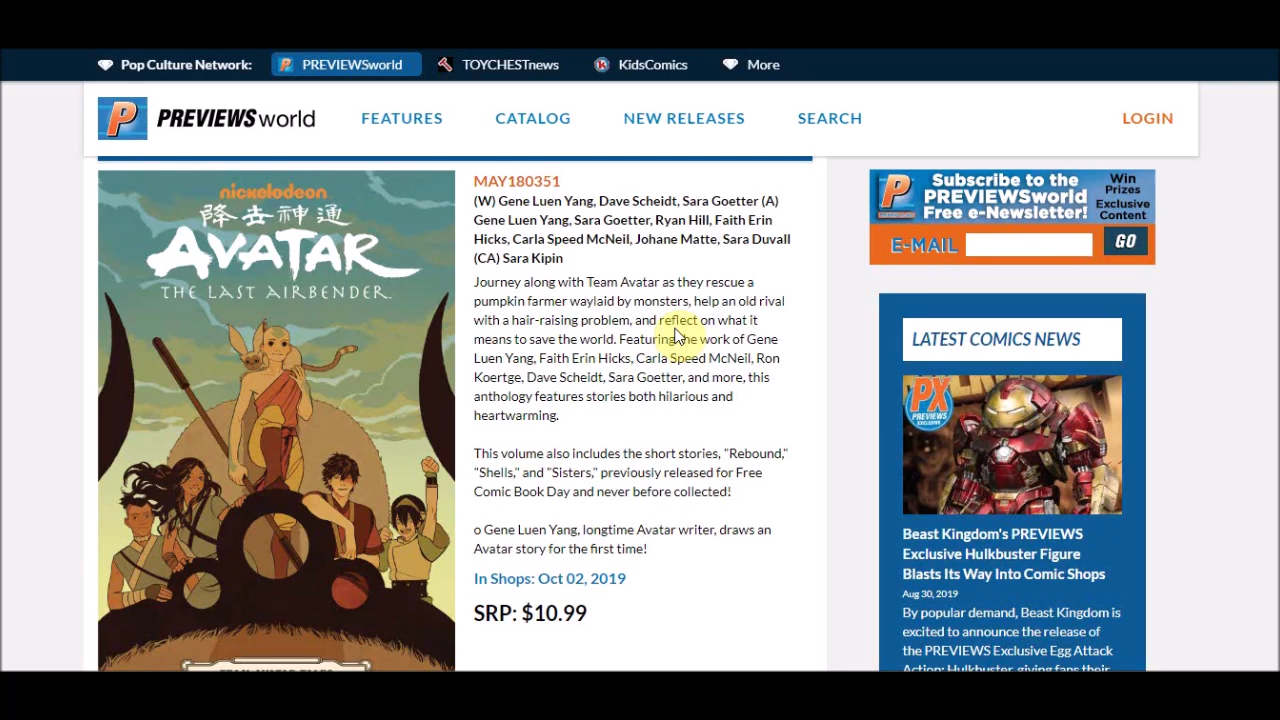 Pop Culture Network: PREVIEWSworld TOYCHESTnews KidsComics More
PREVIEWSworld FEATURES CATALOG NEW RELEASES SEARCH LOGIN
nickelodeon
降去神通
AVATAR
THE LAST AIRBENDER.
MAY180351
(W) Gene Luen Yang, Dave Scheidt, Sara Goetter (A)
Gene Luen Yang, Sara Goetter, Ryan Hill, Faith Erin
Hicks, Carla Speed McNeil, Johane Matte, Sara Duvall
(CA) Sara Kipin
Journey along with Team Avatar as they rescue a
pumpkin farmer waylaid by monsters, help an old rival
with a hair-raising problem, and reflect on what it
means to save the world. Featuring the work of Gene
Luen Yang, Faith Erin Hicks, Carla Speed McNeil, Ron
Koertge, Dave Scheidt, Sara Goetter, and more, this
anthology features stories both hilarious and
heartwarming.
This volume also includes the short stories, "Rebound,"
"Shells," and "Sisters," previously released for Free
Comic Book Day and never before collected!
o Gene Luen Yang, longtime Avatar writer, draws an
Avatar story for the first time!
In Shops: Oct 02, 2019
SRP: $10.99
Subscribe to the
PREVIEWSworld
Free e-Newsletter!
Win
Prizes
Exclusive
Content
E-MAIL GO
LATEST COMICS NEWS
PX
PREVIEWS
EXCLUSIVE
Beast Kingdom's PREVIEWS
Exclusive Hulkbuster Figure
Blasts Its Way Into Comic Shops
Aug 30, 2019
By popular demand, Beast Kingdom is
excited to announce the release of
the PREVIEWS Exclusive Egg Attack
Action: Hulkbuster, giving fans their